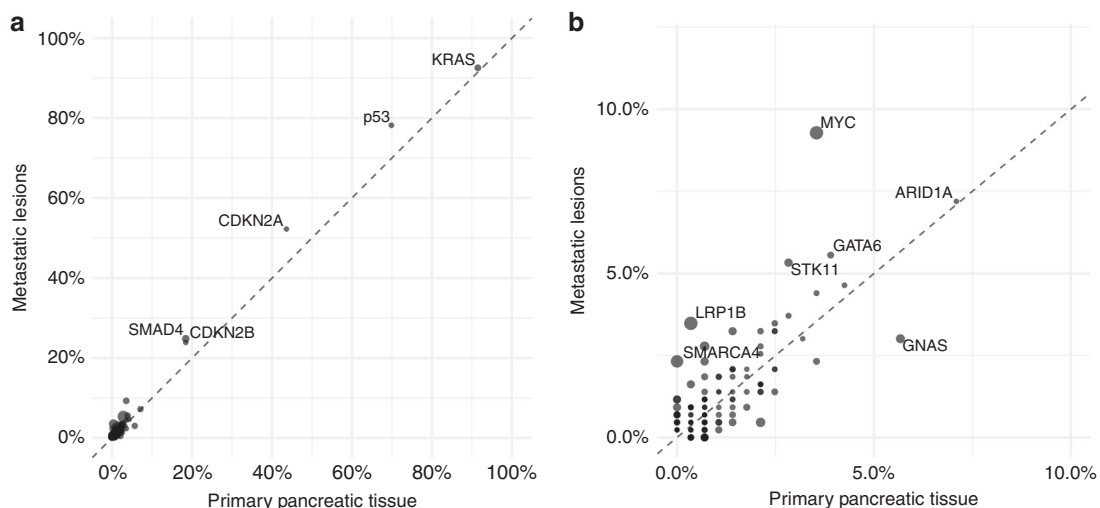 a
100%
80%
60%
40%
20%
0%
0% 20% 40% 60% 80% 100%
Metastatic lesions
Primary pancreatic tissue
KRAS
p53
CDKN2A
SMAD4 CDKN2B
b
10.0%
5.0%
0.0%
0.0% 5.0% 10.0%
Metastatic lesions
Primary pancreatic tissue
MYC
ARID1A
GATA6
STK11
LRP1B
SMARCA4
GNAS